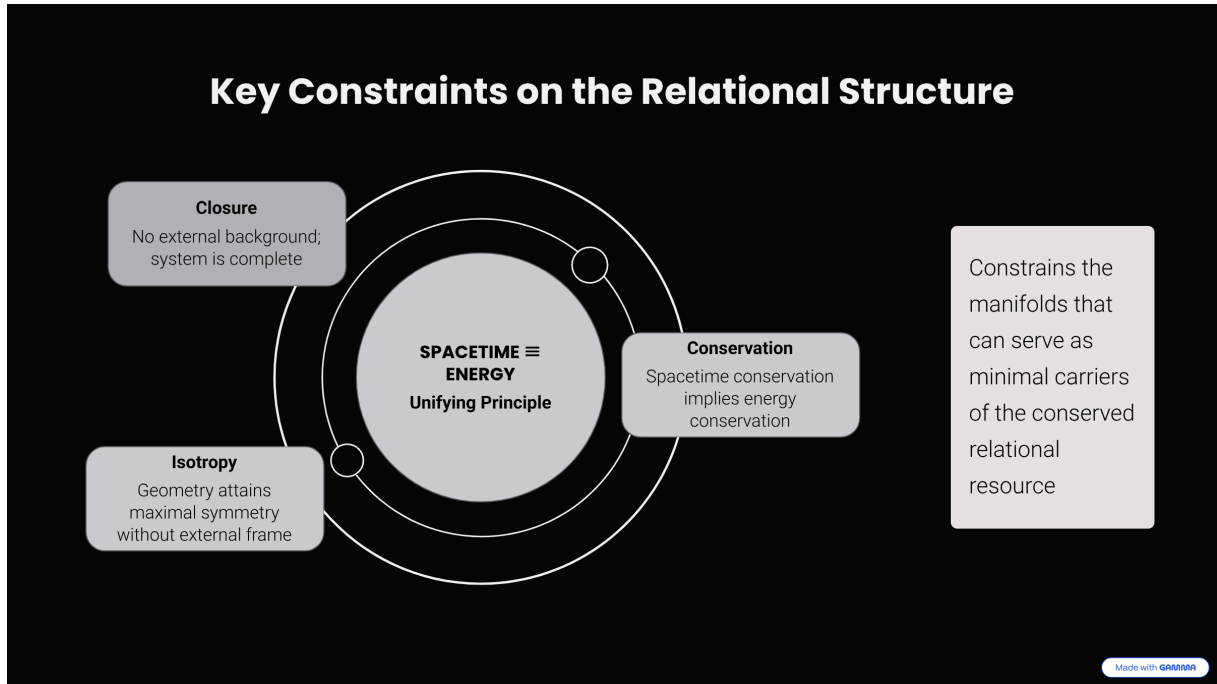 Key Constraints on the Relational Structure
Closure
No external background;
system is complete
SPACETIME ≡
ENERGY
Unifying Principle
Conservation
Spacetime conservation
implies energy
conservation
Isotropy
Geometry attains
maximal symmetry
without external frame
Constrains the
manifolds that
can serve as
minimal carriers
of the conserved
relational
resource
Made with GAMMA